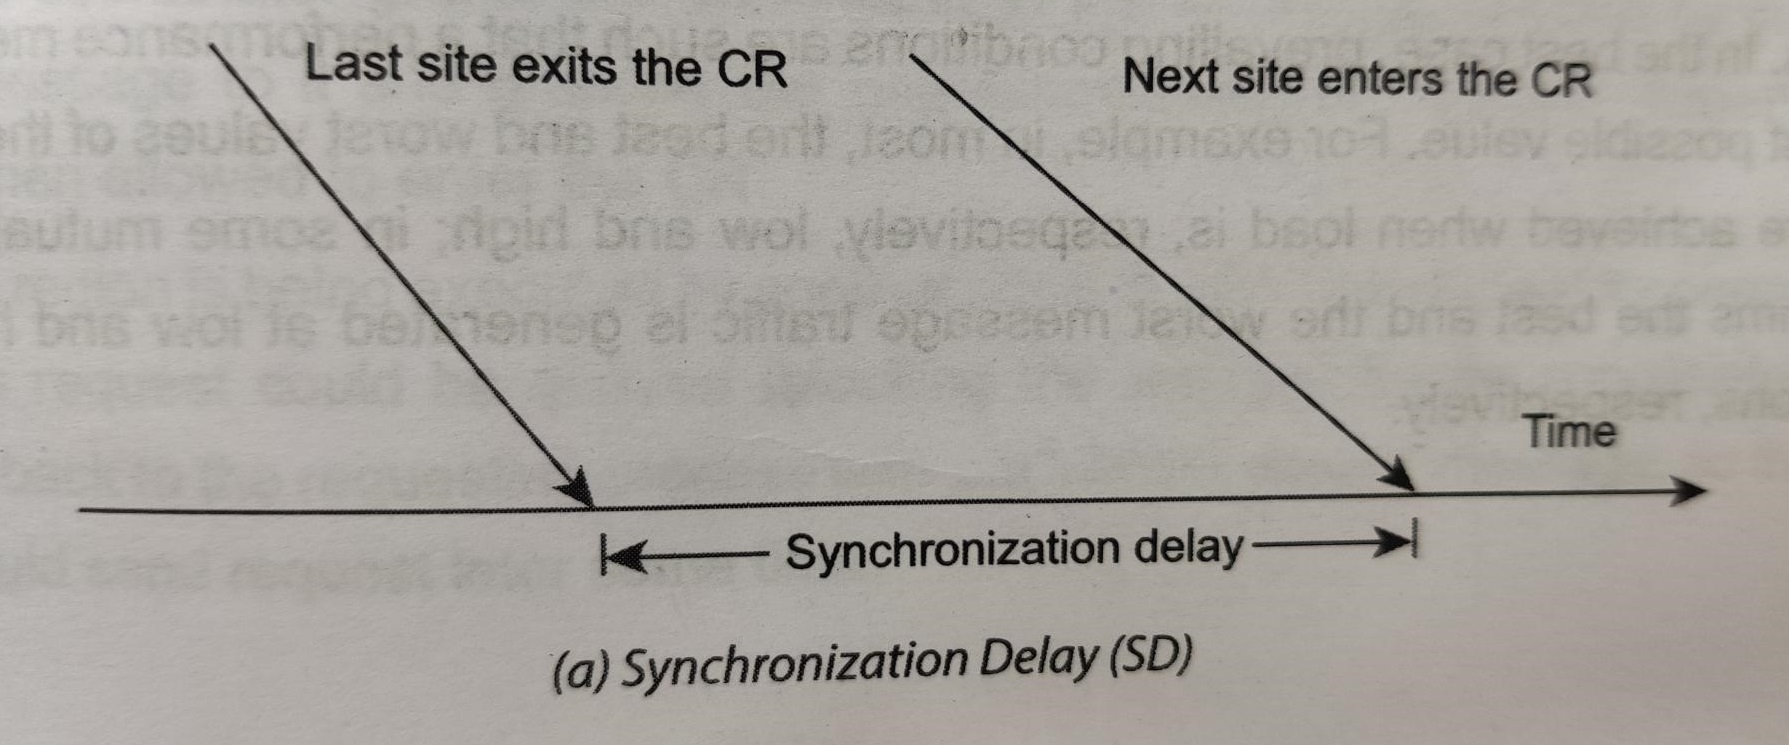 Last site exits the CR
Next site enters the CR
Time
Synchronization delay
(a) Synchronization Delay (SD)